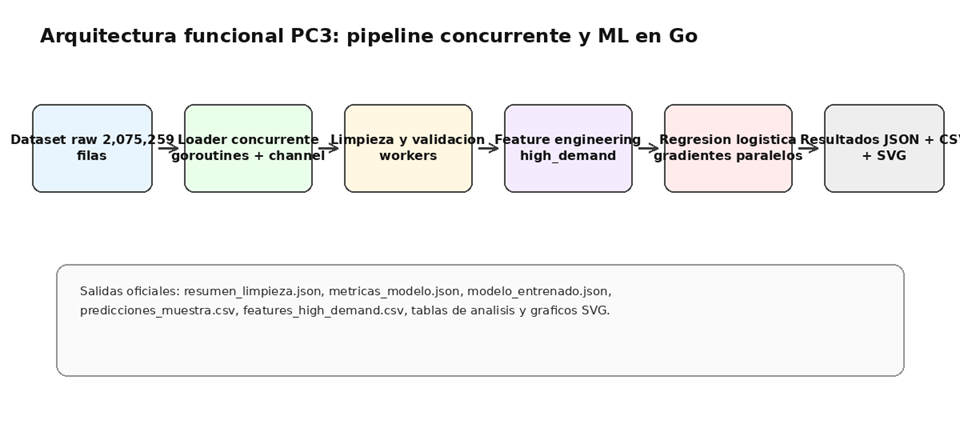 Arquitectura funcional PC3: pipeline concurrente y ML en Go
Dataset raw 2,075,259
filas
Loader concurrente
goroutines + channel
Limpieza y validacion
workers
Feature engineering
high_demand
Regresion logistica
gradientes paralelos
Resultados JSON + CSV
+ SVG
Salidas oficiales: resumen_limpieza.json, metricas_modelo.json, modelo_entrenado.json,
predicciones_muestra.csv, features_high_demand.csv, tablas de analisis y graficos SVG.